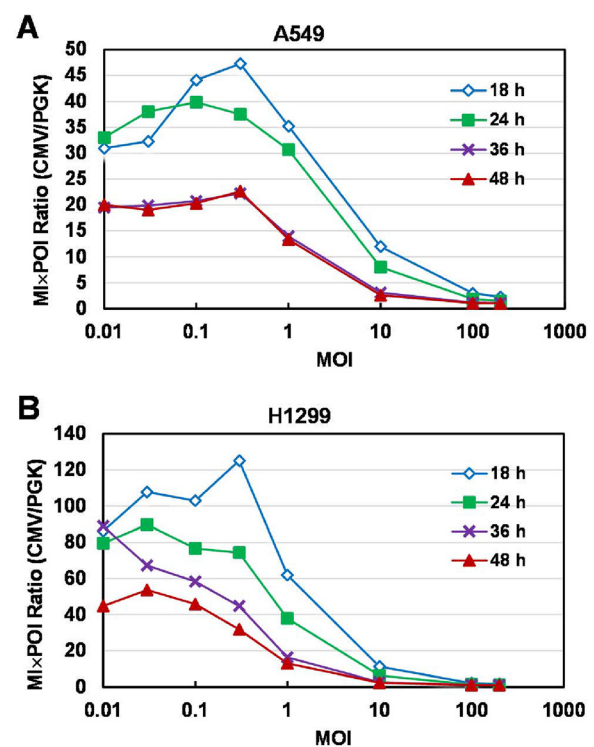 A
A549
MI×POI Ratio (CMV/PGK)
50
45
40
35
30
25
20
15
10
5
0
18 h
24 h
36 h
48 h
0.01 0.1 1 10 100 1000
MOI
B
H1299
MI×POI Ratio (CMV/PGK)
140
120
100
80
60
40
20
0
18 h
24 h
36 h
48 h
0.01 0.1 1 10 100 1000
MOI